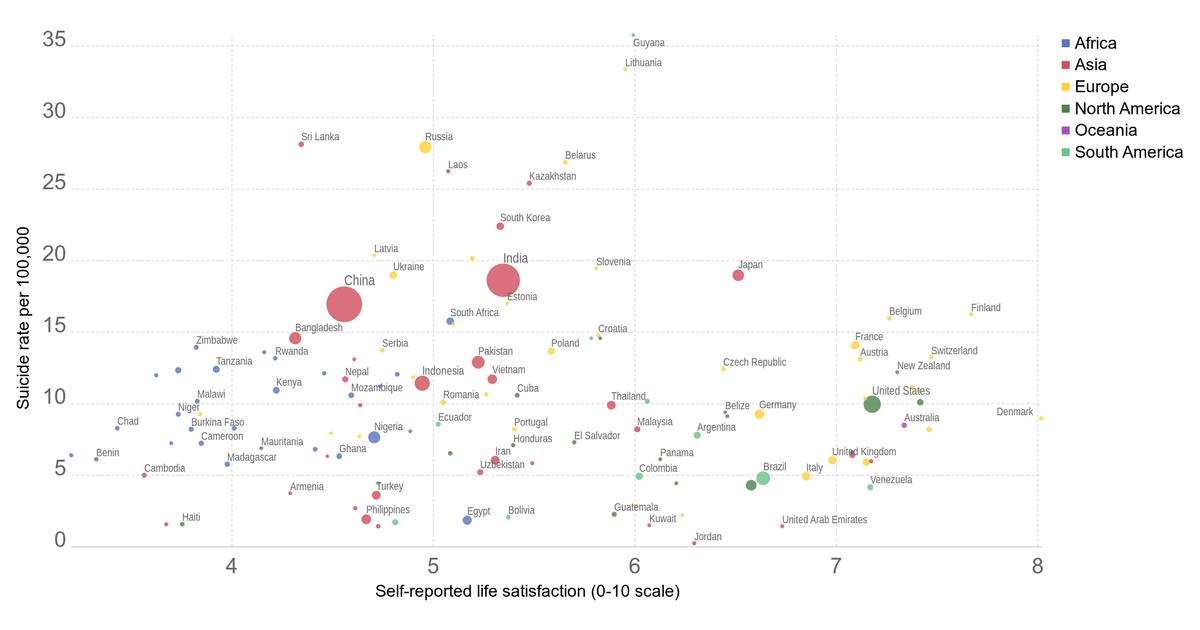 35
Guyana
Africa
Lithuania
Asia
Europe
30
North America
Oceania
Sri Lanka
Russia
South America
Belarus
Laos
Kazakhstan
25
South Korea
Latvia
20
India
Slovenia
Japan
Ukraine
China
Estonia
South Africa
Belgium
Finland
Bangladesh
Croatia
15
Zimbabwe
Serbia
Poland
France
Rwanda
Pakistan
Austria
Switzerland
Tanzania
Nepal
Indonesia
Vietnam
Czech Republic
New Zealand
Kenya
Mozambique
Cuba
Malawi
Romania
Thailand
United States
10
Niger
Belize
Germany
Denmark
Chad
Burkina Faso
Nigeria
Ecuador
Portugal
Malaysia
Argentina
Australia
Cameroon
Mauritania
Ghana
Honduras
El Salvador
Benin
Madagascar
Iran
Panama
United Kingdom
Cambodia
Uzbekistan
Colombia
Brazil
Italy
5
Armenia
Turkey
Venezuela
Haiti
Philippines
Egypt
Bolivia
Guatemala
Kuwait
United Arab Emirates
Jordan
0
4
5
6
7
8
Self-reported life satisfaction (0-10 scale)
Suicide rate per 100,000